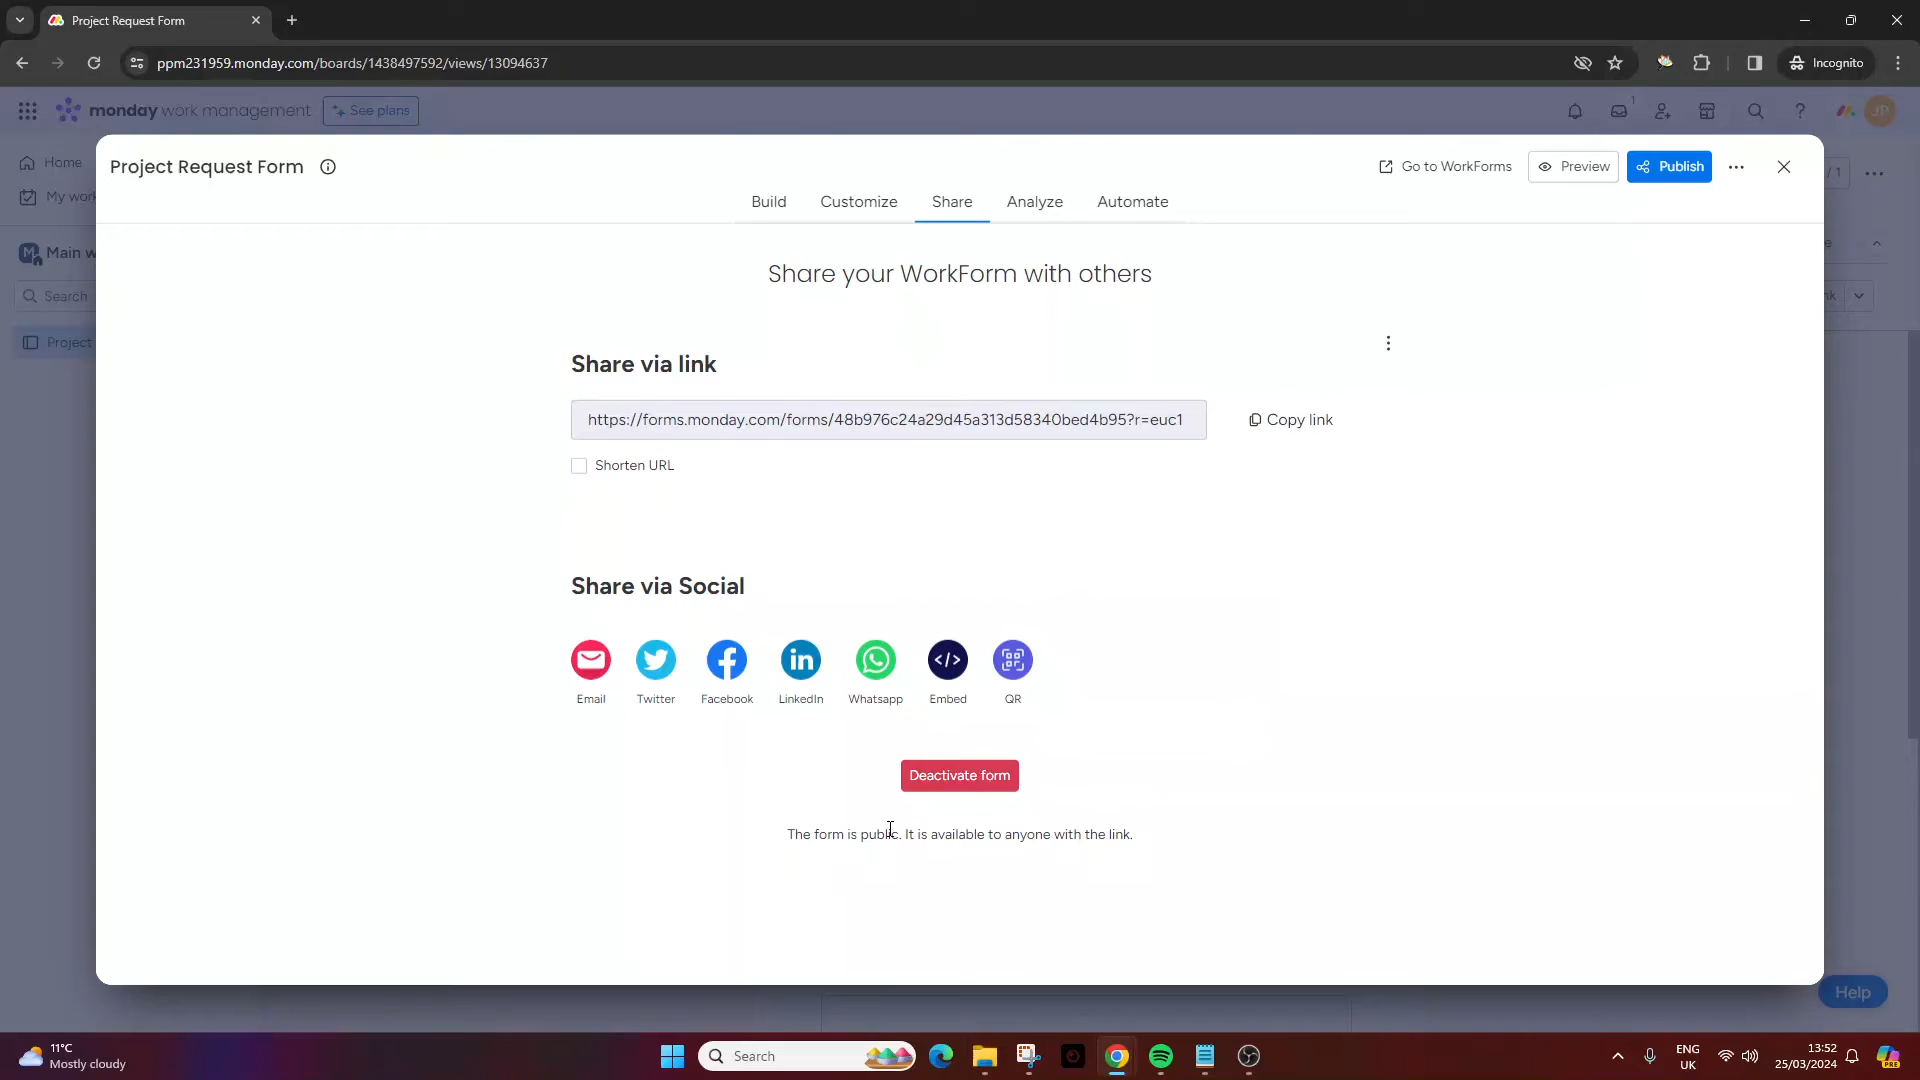 Project Request Form
ppm231959.monday.com/boards/1438497592/views/13094637
Incognito
monday work management
See plans
1
JP
Home
My work
M
Main w
Search
Project
/ 1
Project Request Form
Go to WorkForms
Preview
Publish
Build
Customize
Share
Analyze
Automate
Share your WorkForm with others
Share via link
https://forms.monday.com/forms/48b976c24a29d45a313d58340bed4b95?r=euc1
Copy link
Shorten URL
Share via Social
Email
Twitter
Facebook
LinkedIn
Whatsapp
Embed
QR
Deactivate form
The form is public. It is available to anyone with the link.
Help
11°C
Mostly cloudy
Search
ENG
UK
13:52
25/03/2024
PRE